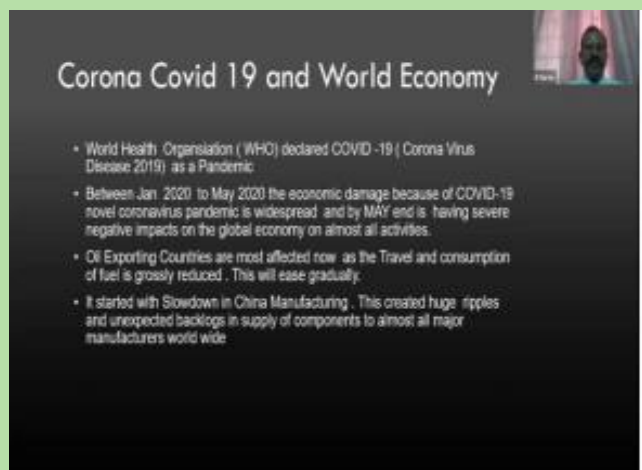 Corona Covid 19 and World Economy
• World Health Organsiation ( WHO) declared COVID -19 ( Corona Virus
Disease 2019) as a Pandemic
• Between Jan 2020 to May 2020 the economic damage because of COVID-19
novel coronavirus pandemic is widespread and by MAY end is having severe
negative impacts on the global economy on almost all activities.
• Oil Exporting Countries are most affected now as the Travel and consumption
of fuel is grossly reduced . This will ease gradually.
• It started with Slowdown in China Manufacturing . This created huge ripples
and unexpected backlogs in supply of components to almost all major
manufacturers world wide